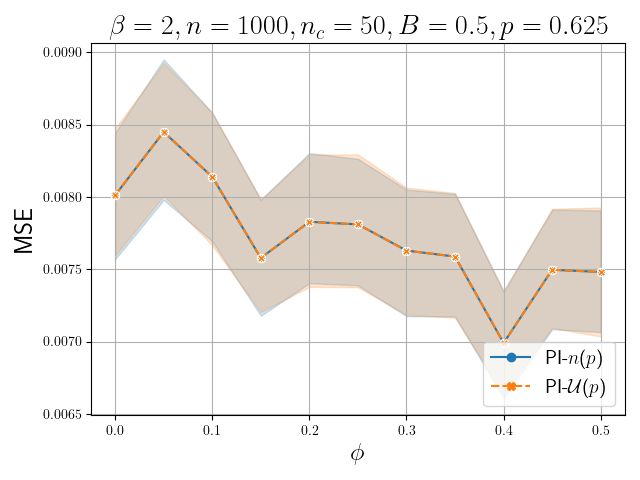 β = 2, n = 1000, n_c = 50, B = 0.5, p = 0.625
MSE
0.0090
0.0085
0.0080
0.0075
0.0070
0.0065
PI-n(p)
PI-𝒰(p)
0.0 0.1 0.2 0.3 0.4 0.5
ϕ